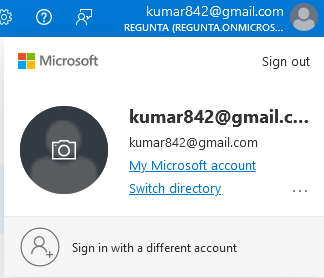 kumar842@gmail.com
REGUNTA (REGUNTA.ONMICROS...
Microsoft
Sign out
kumar842@gmail.c...
kumar842@gmail.com
My Microsoft account
Switch directory
...
Sign in with a different account